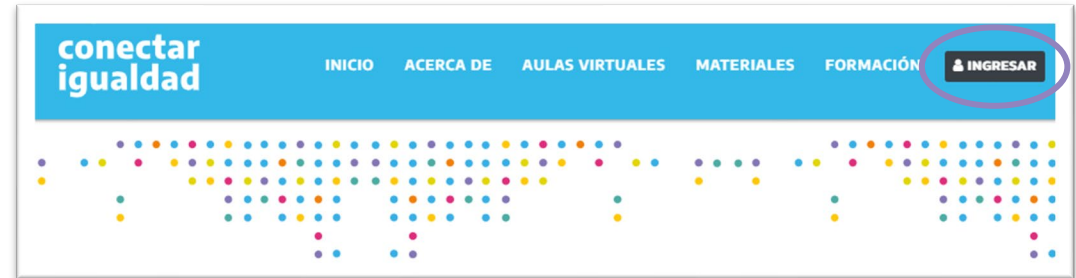 conectar
igualdad
INICIO ACERCA DE AULAS VIRTUALES MATERIALES FORMACIÓN INGRESAR